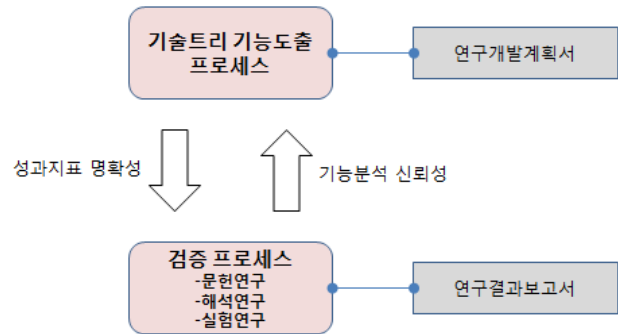 기술트리 기능도출
프로세스
연구개발계획서
성과지표 명확성
기능분석 신뢰성
검증 프로세스
-문헌연구
-해석연구
-실험연구
연구결과보고서